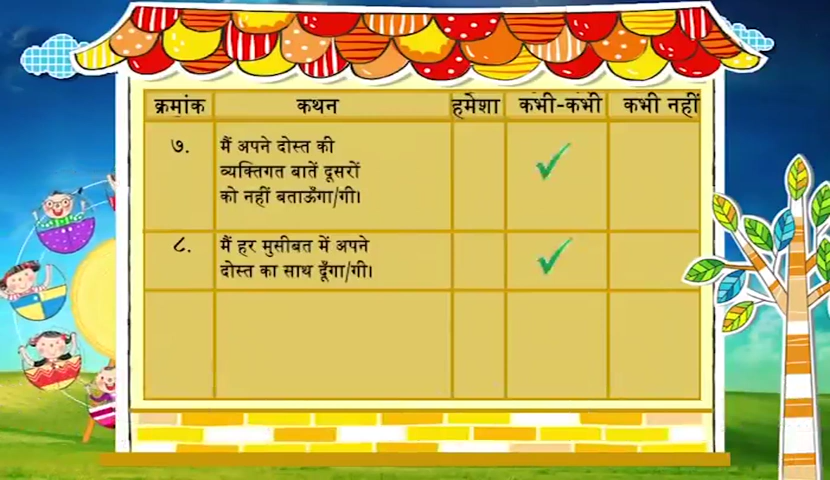 क्रमांक कथन हमेशा कभी-कभी कभी नहीं
७. मैं अपने दोस्त की
व्यक्तिगत बातें दूसरों
को नहीं बताऊँगा/गी।
८. मैं हर मुसीबत में अपने
दोस्त का साथ दूँगा/गी।